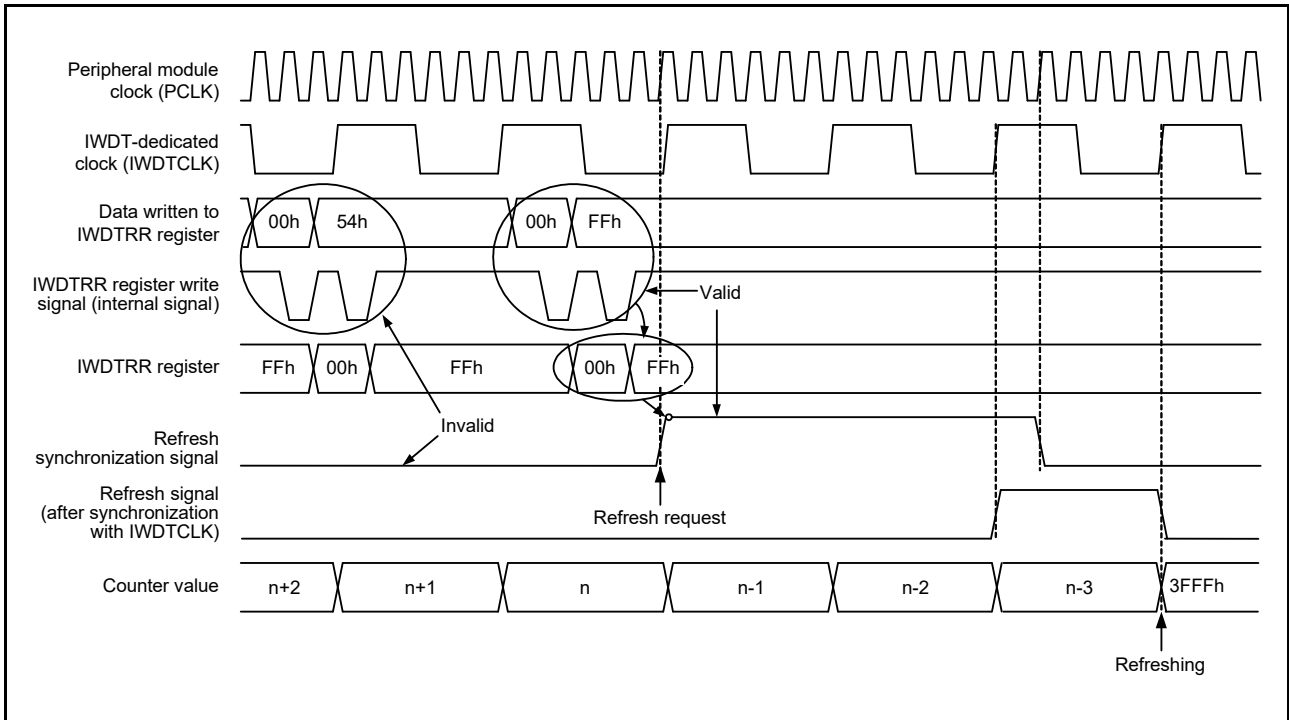 Peripheral module
clock (PCLK)
IWDT-dedicated
clock (IWDTCLK)
Data written to
IWDTRR register
00h
54h
00h
FFh
IWDTRR register write
signal (internal signal)
Valid
IWDTRR register
FFh
00h
FFh
00h
FFh
Invalid
Refresh
synchronization signal
Refresh signal
(after synchronization
with IWDTCLK)
Refresh request
Counter value
n+2
n+1
n
n-1
n-2
n-3
3FFFh
Refreshing